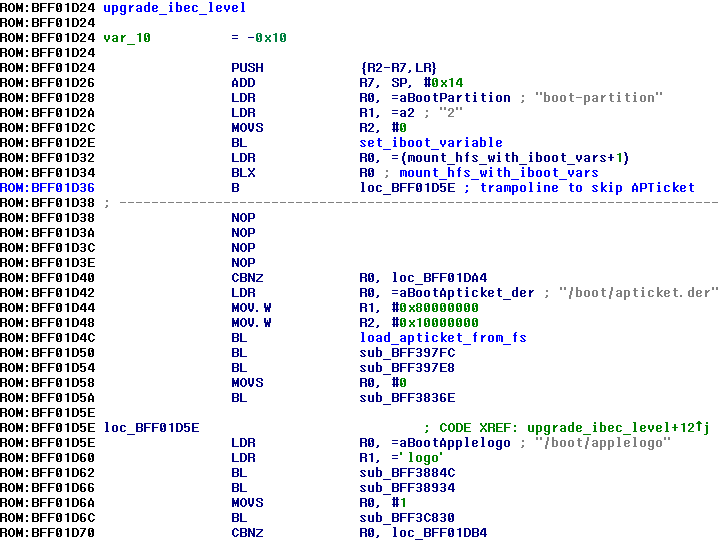 ROM:BFF01D24 upgrade_ibec_level
ROM:BFF01D24
ROM:BFF01D24 var_10 = -0x10
ROM:BFF01D24
ROM:BFF01D24 PUSH {R2-R7,LR}
ROM:BFF01D26 ADD R7, SP, #0x14
ROM:BFF01D28 LDR R0, =aBootPartition ; "boot-partition"
ROM:BFF01D2A LDR R1, =a2 ; "2"
ROM:BFF01D2C MOVS R2, #0
ROM:BFF01D2E BL set_iboot_variable
ROM:BFF01D32 LDR R0, =(mount_hfs_with_iboot_vars+1)
ROM:BFF01D34 BLX R0 ; mount_hfs_with_iboot_vars
ROM:BFF01D36 B loc_BFF01D5E ; trampoline to skip APTicket
ROM:BFF01D38 ; ---------------------------------------------------------------------------
ROM:BFF01D38 NOP
ROM:BFF01D3A NOP
ROM:BFF01D3C NOP
ROM:BFF01D3E NOP
ROM:BFF01D40 CBNZ R0, loc_BFF01DA4
ROM:BFF01D42 LDR R0, =aBootApticket_der ; "/boot/apticket.der"
ROM:BFF01D44 MOV.W R1, #0x80000000
ROM:BFF01D48 MOV.W R2, #0x10000000
ROM:BFF01D4C BL load_apticket_from_fs
ROM:BFF01D50 BL sub_BFF397FC
ROM:BFF01D54 BL sub_BFF397E8
ROM:BFF01D58 MOVS R0, #0
ROM:BFF01D5A BL sub_BFF3836E
ROM:BFF01D5E
ROM:BFF01D5E loc_BFF01D5E ; CODE XREF: upgrade_ibec_level+12↑j
ROM:BFF01D5E LDR R0, =aBootApplelogo ; "/boot/applelogo"
ROM:BFF01D60 LDR R1, ='logo'
ROM:BFF01D62 BL sub_BFF3884C
ROM:BFF01D66 BL sub_BFF38934
ROM:BFF01D6A MOVS R0, #1
ROM:BFF01D6C BL sub_BFF3C830
ROM:BFF01D70 CBNZ R0, loc_BFF01DB4